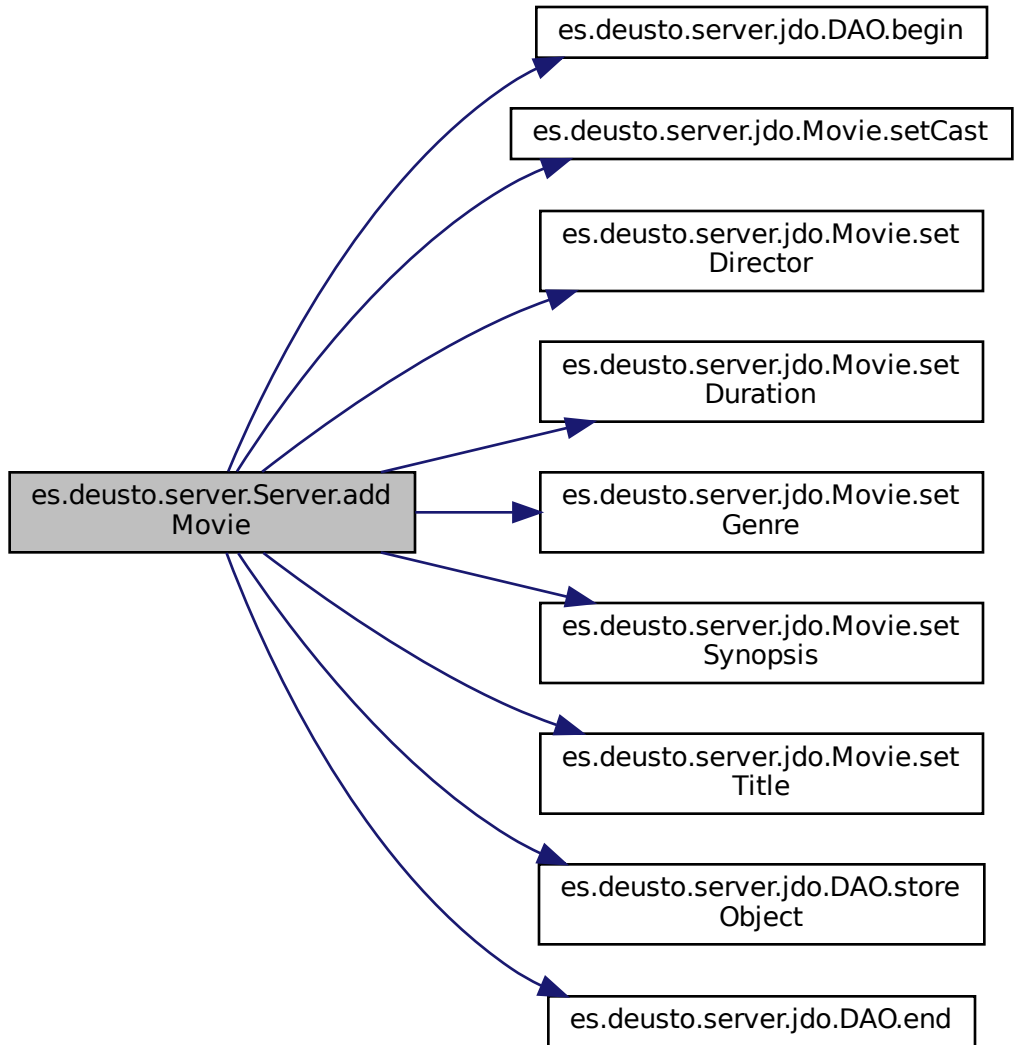 es.deusto.server.jdo.DAO.begin
es.deusto.server.jdo.Movie.setCast
es.deusto.server.jdo.Movie.set
Director
es.deusto.server.jdo.Movie.set
Duration
es.deusto.server.Server.add
Movie
es.deusto.server.jdo.Movie.set
Genre
es.deusto.server.jdo.Movie.set
Synopsis
es.deusto.server.jdo.Movie.set
Title
es.deusto.server.jdo.DAO.store
Object
es.deusto.server.jdo.DAO.end